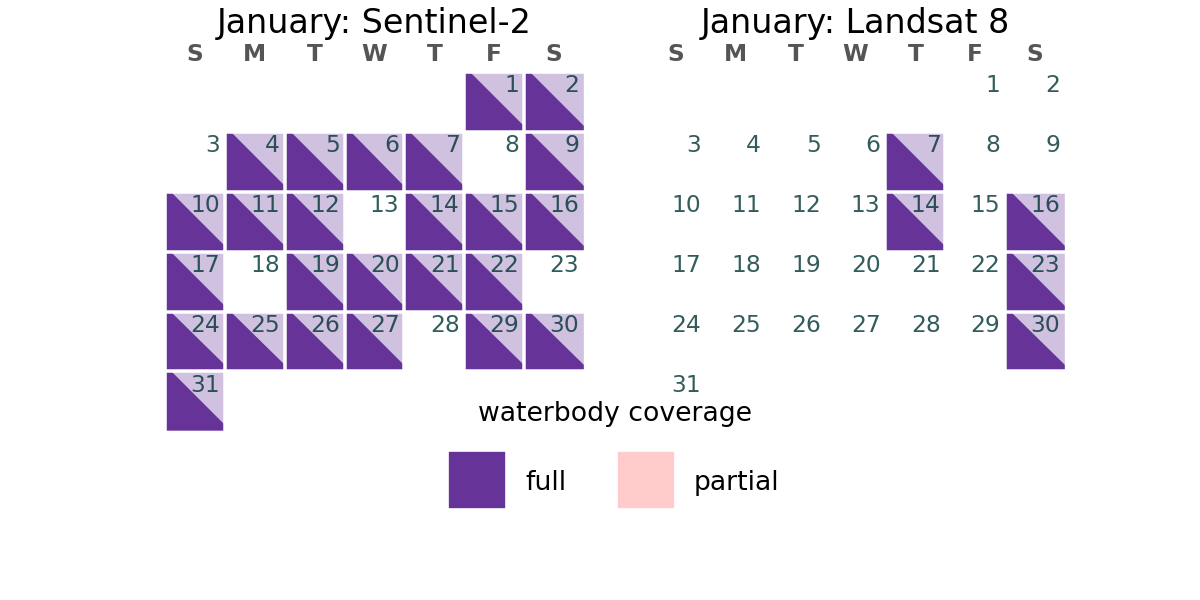 January: Sentinel-2
S M T W T F S
1 2
3 4 5 6 7 8 9
10 11 12 13 14 15 16
17 18 19 20 21 22 23
24 25 26 27 28 29 30
31
January: Landsat 8
S M T W T F S
1 2
3 4 5 6 7 8 9
10 11 12 13 14 15 16
17 18 19 20 21 22 23
24 25 26 27 28 29 30
31
waterbody coverage
full partial